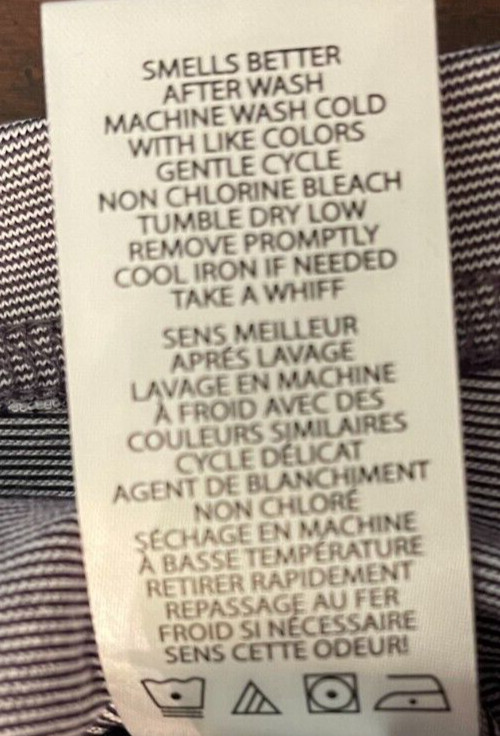 SMELLS BETTER
AFTER WASH
MACHINE WASH COLD
WITH LIKE COLORS
GENTLE CYCLE
NON CHLORINE BLEACH
TUMBLE DRY LOW
REMOVE PROMPTLY
COOL IRON IF NEEDED
TAKE A WHIFF
SENS MEILLEUR
APRÉS LAVAGE
LAVAGE EN MACHINE
À FROID AVEC DES
COULEURS SIMILAIRES
CYCLE DÉLICAT
AGENT DE BLANCHIMENT
NON CHLORÉ
SÉCHAGE EN MACHINE
À BASSE TEMPÉRATURE
RETIRER RAPIDEMENT
REPASSAGE AU FER
FROID SI NÉCESSAIRE
SENS CETTE ODEUR!